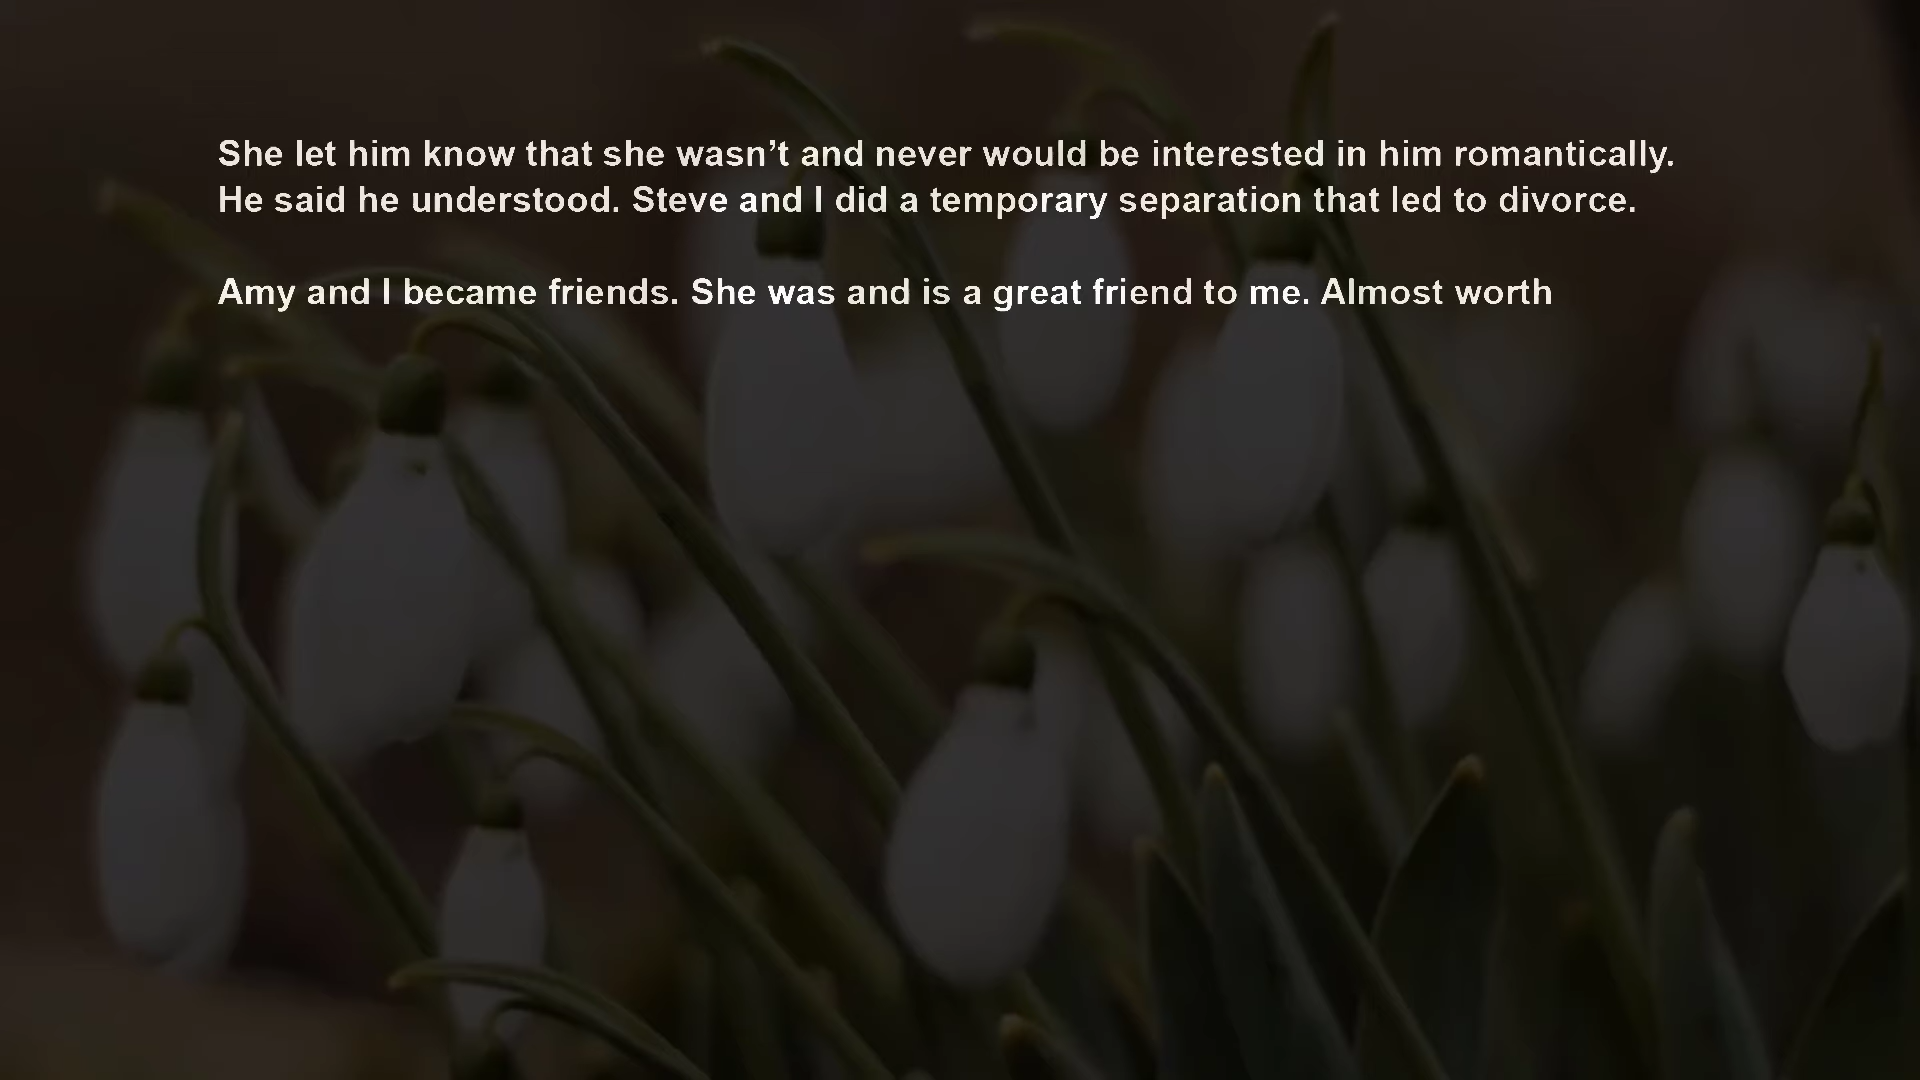 She let him know that she wasn’t and never would be interested in him romantically.
He said he understood. Steve and I did a temporary separation that led to divorce.
Amy and I became friends. She was and is a great friend to me. Almost worth